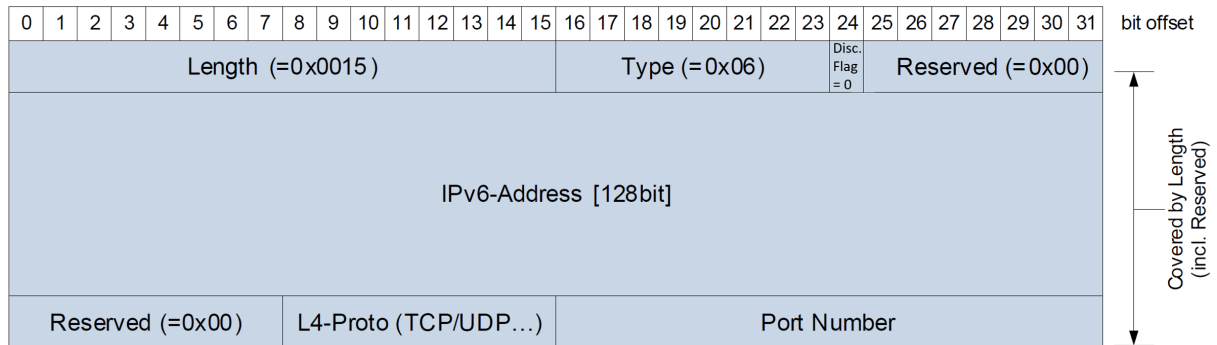 0 1 2 3 4 5 6 7 8 9 10 11 12 13 14 15 16 17 18 19 20 21 22 23 24 25 26 27 28 29 30 31 bit offset
Length (=0x0015) Type (=0x06) Disc. Flag = 0 Reserved (=0x00)
IPv6-Address [128bit]
Covered by Length
(incl. Reserved)
Reserved (=0x00) L4-Proto (TCP/UDP…) Port Number